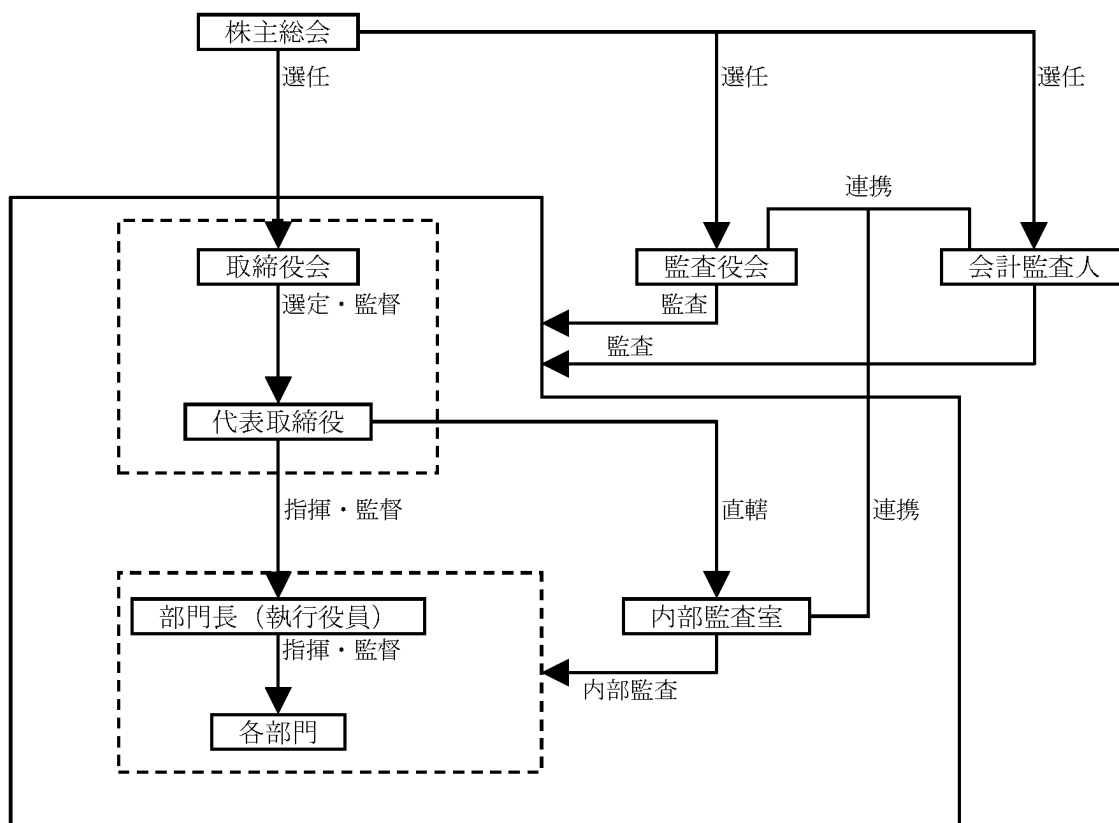 株主総会
選任
選任
選任
連携
取締役会
監査役会
会計監査人
選定・監督
監査
監査
代表取締役
指揮・監督
直轄
連携
部門長（執行役員）
内部監査室
指揮・監督
内部監査
各部門